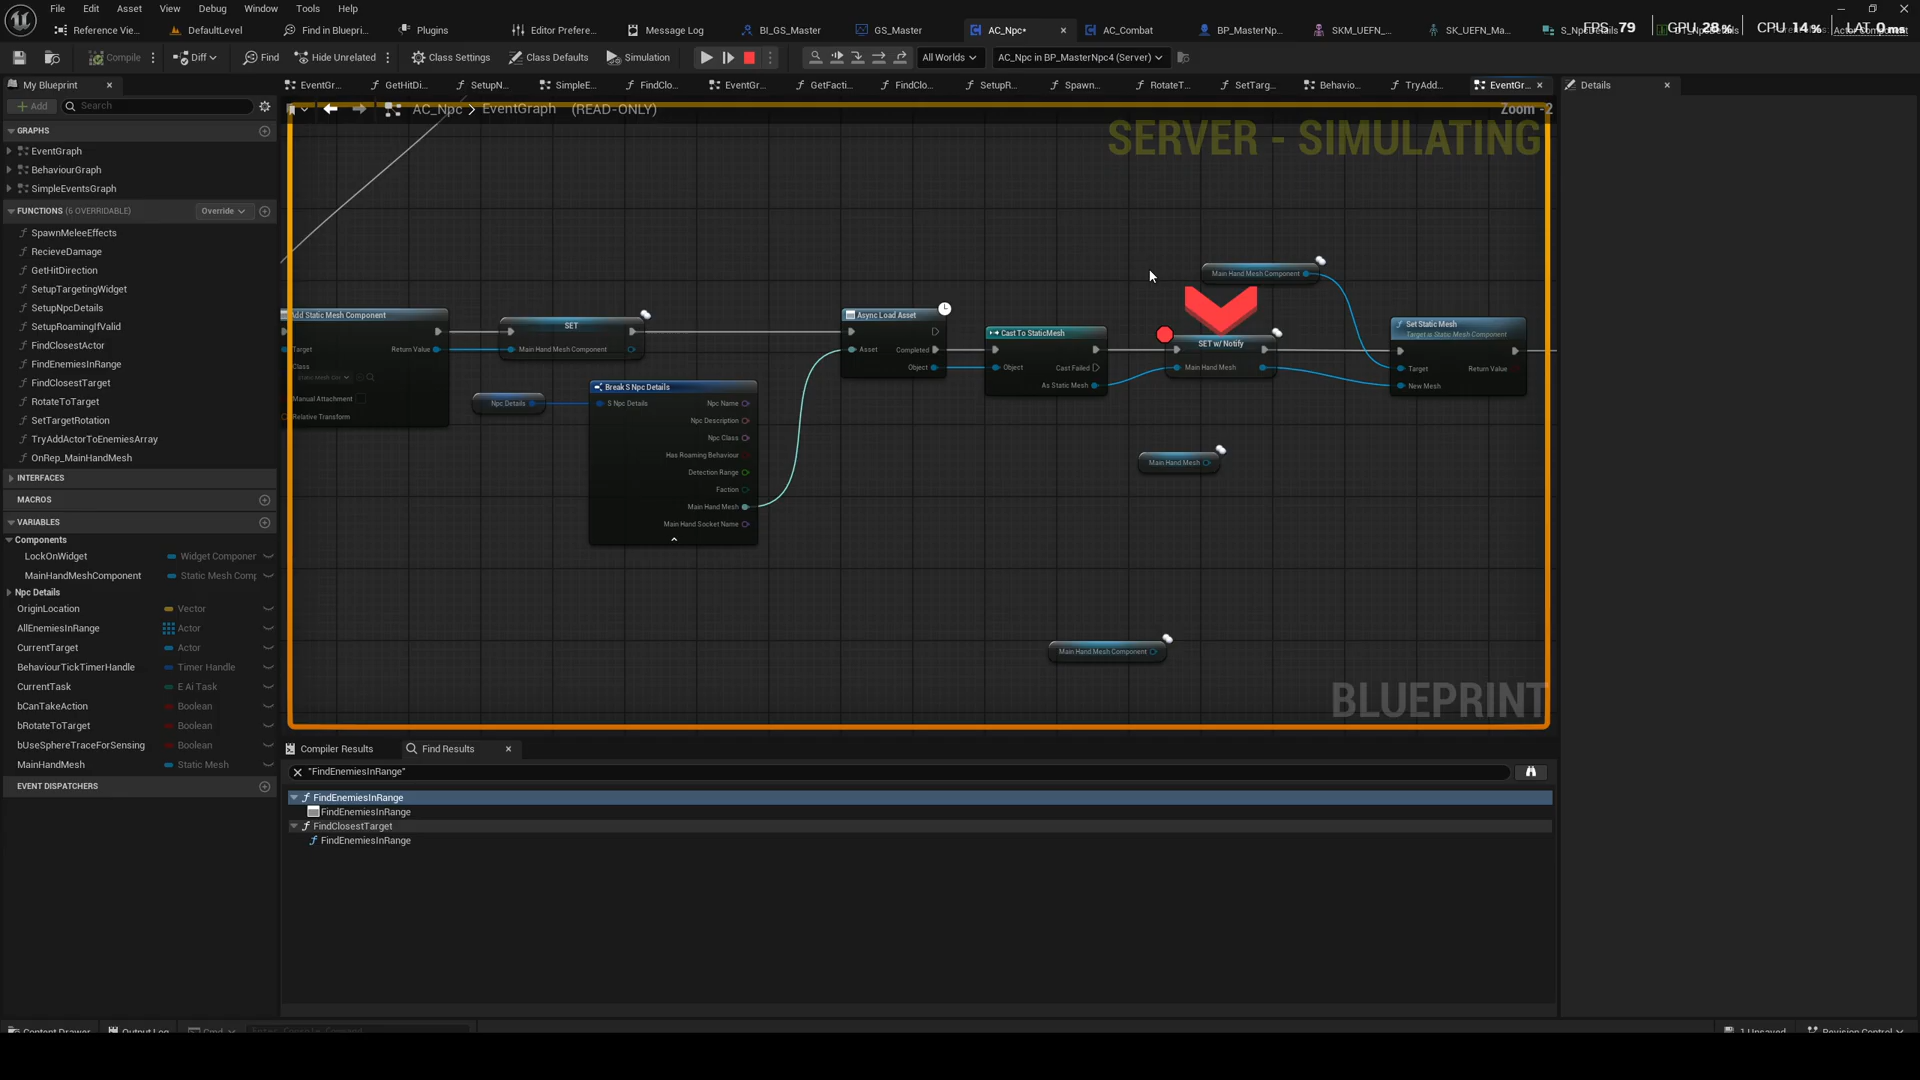 File Edit Asset View Debug Window Tools Help
Reference Vie... DefaultLevel Find in Bluepri... Plugins Editor Prefere... Message Log BI_GS_Master GS_Master AC_Npc* AC_Combat BP_MasterNp... SKM_UEFN_... SK_UEFN_Ma...
FPS 79 GPU 28% CPU 14% LAT 0ms
Compile Diff Find Hide Unrelated Class Settings Class Defaults Simulation All Worlds AC_Npc in BP_MasterNpc4 (Server)
My Blueprint
EventGr... GetHitDi... SetupN... SimpleE... FindClo... EventGr... GetFacti... FindClo... SetupR... Spawn... RotateT... SetTarg... Behavio... TryAdd... EventGr... Details
Add Search
AC_Npc > EventGraph (READ-ONLY) Zoom -2
SERVER - SIMULATING
GRAPHS
EventGraph
BehaviourGraph
SimpleEventsGraph
FUNCTIONS (6 OVERRIDABLE) Override
SpawnMeleeEffects
RecieveDamage
GetHitDirection
SetupTargetingWidget
SetupNpcDetails
SetupRoamingIfValid
FindClosestActor
FindEnemiesInRange
FindClosestTarget
RotateToTarget
SetTargetRotation
TryAddActorToEnemiesArray
OnRep_MainHandMesh
INTERFACES
MACROS
VARIABLES
Components
LockOnWidget Widget Componer
MainHandMeshComponent Static Mesh Comp
Npc Details
OriginLocation Vector
AllEnemiesInRange Actor
CurrentTarget Actor
BehaviourTickTimerHandle Timer Handle
CurrentTask E Ai Task
bCanTakeAction Boolean
bRotateToTarget Boolean
bUseSphereTraceForSensing Boolean
MainHandMesh Static Mesh
EVENT DISPATCHERS
Add Static Mesh Component
Target Return Value
Class
Manual Attachment
Relative Transform
SET
Main Hand Mesh Component
Npc Details
Break S Npc Details
S Npc Details Npc Name
Npc Description
Npc Class
Has Roaming Behaviour
Detection Range
Faction
Main Hand Mesh
Main Hand Socket Name
Async Load Asset
Asset Completed
Object
Cast To StaticMesh
Object Cast Failed
As Static Mesh
Main Hand Mesh Component
SET w/ Notify
Main Hand Mesh
Set Static Mesh
Target is Static Mesh Component
Target Return Value
New Mesh
Main Hand Mesh
Main Hand Mesh Component
BLUEPRINT
Compiler Results Find Results
"FindEnemiesInRange"
FindEnemiesInRange
FindEnemiesInRange
FindClosestTarget
FindEnemiesInRange
Content Drawer Output Log Cmd 1 Unsaved Revision Control